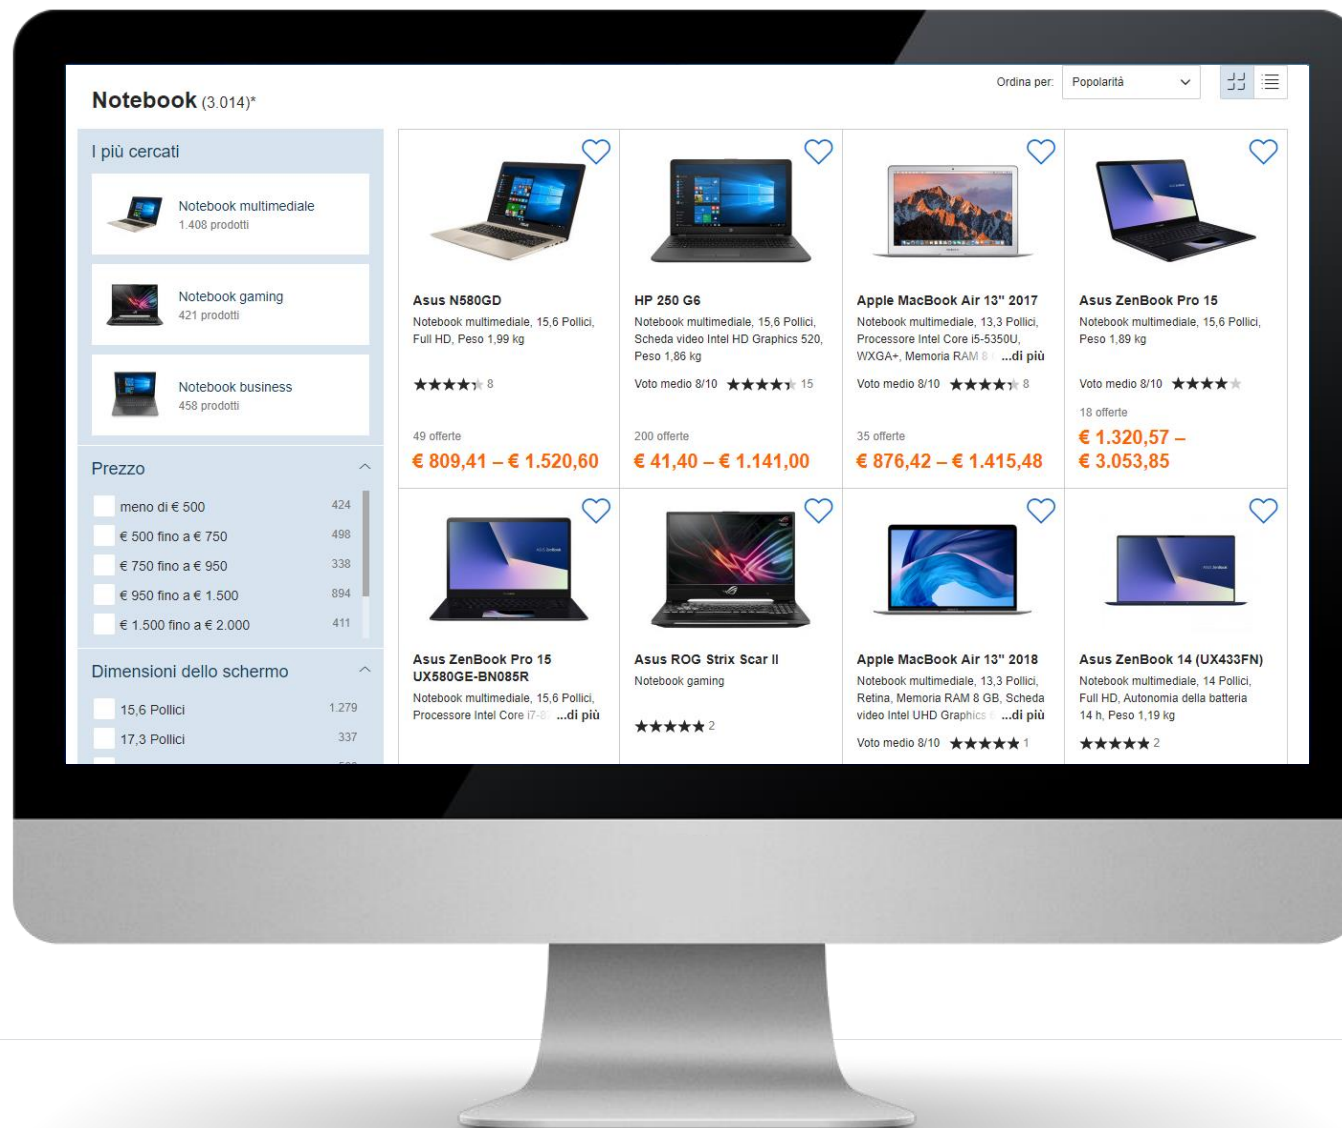 Notebook (3.014)*
Ordina per: Popolarità
I più cercati
Notebook multimediale
1.408 prodotti
Notebook gaming
421 prodotti
Notebook business
458 prodotti
Prezzo
meno di € 500 424
€ 500 fino a € 750 498
€ 750 fino a € 950 338
€ 950 fino a € 1.500 894
€ 1.500 fino a € 2.000 411
Dimensioni dello schermo
15,6 Pollici 1.279
17,3 Pollici 337
Asus N580GD
Notebook multimediale, 15,6 Pollici,
Full HD, Peso 1,99 kg
8
49 offerte
€ 809,41 – € 1.520,60
HP 250 G6
Notebook multimediale, 15,6 Pollici,
Scheda video Intel HD Graphics 520,
Peso 1,86 kg
Voto medio 8/10 15
200 offerte
€ 41,40 – € 1.141,00
Apple MacBook Air 13" 2017
Notebook multimediale, 13,3 Pollici,
Processore Intel Core i5-5350U,
WXGA+, Memoria RAM 8 ...di più
Voto medio 8/10 8
35 offerte
€ 876,42 – € 1.415,48
Asus ZenBook Pro 15
Notebook multimediale, 15,6 Pollici,
Peso 1,89 kg
Voto medio 8/10
18 offerte
€ 1.320,57 –
€ 3.053,85
Asus ZenBook Pro 15
UX580GE-BN085R
Notebook multimediale, 15,6 Pollici,
Processore Intel Core i7-8 ...di più
Asus ROG Strix Scar II
Notebook gaming
2
Apple MacBook Air 13" 2018
Notebook multimediale, 13,3 Pollici,
Retina, Memoria RAM 8 GB, Scheda
video Intel UHD Graphics ...di più
Voto medio 8/10 1
Asus ZenBook 14 (UX433FN)
Notebook multimediale, 14 Pollici,
Full HD, Autonomia della batteria
14 h, Peso 1,19 kg
2